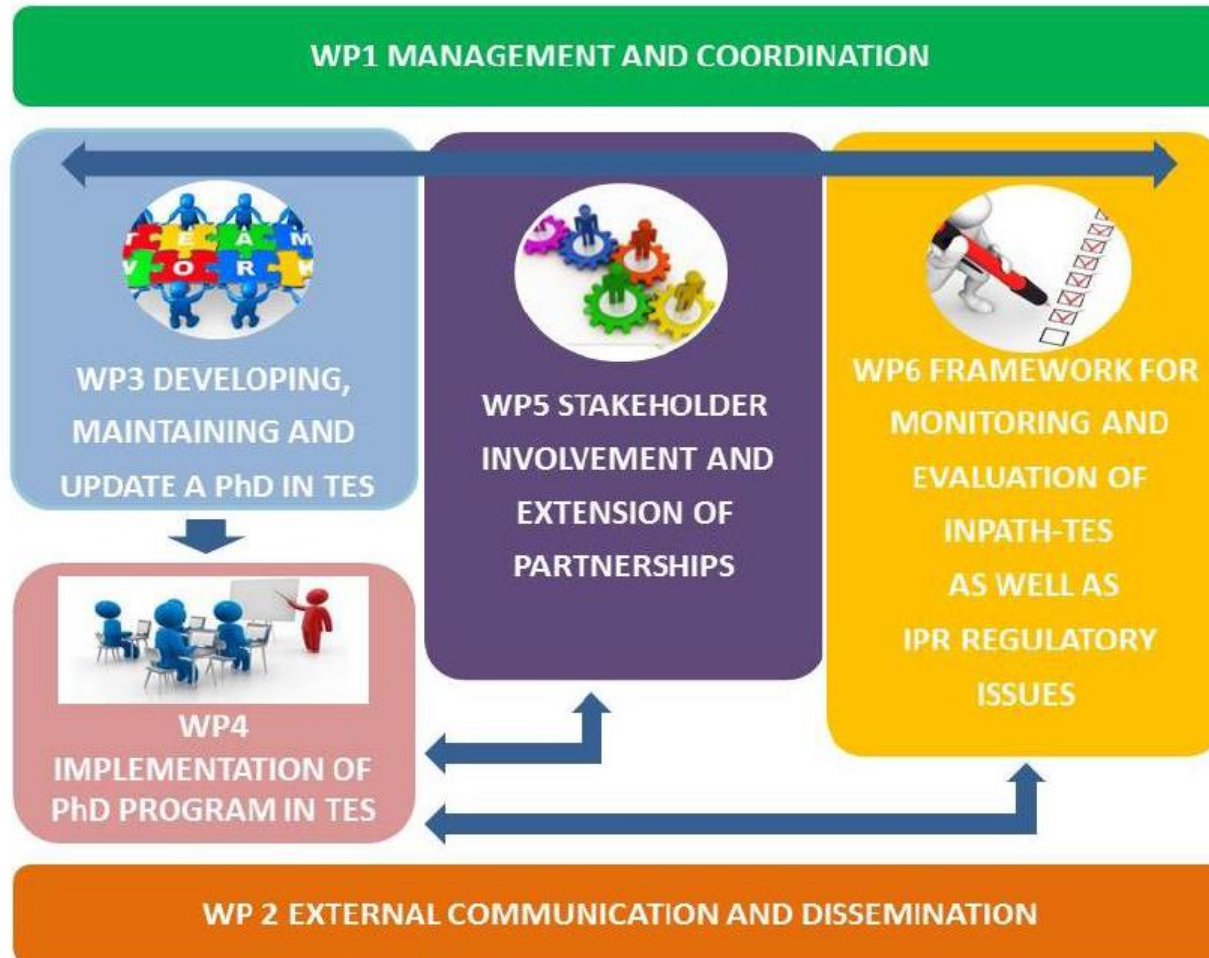 WP1 MANAGEMENT AND COORDINATION
TEAM
WORK
WP3 DEVELOPING,
MAINTAINING AND
UPDATE A PhD IN TES
WP4
IMPLEMENTATION OF
PhD PROGRAM IN TES
WP5 STAKEHOLDER
INVOLVEMENT AND
EXTENSION OF
PARTNERSHIPS
WP6 FRAMEWORK FOR
MONITORING AND
EVALUATION OF
INPATH-TES
AS WELL AS
IPR REGULATORY
ISSUES
WP 2 EXTERNAL COMMUNICATION AND DISSEMINATION